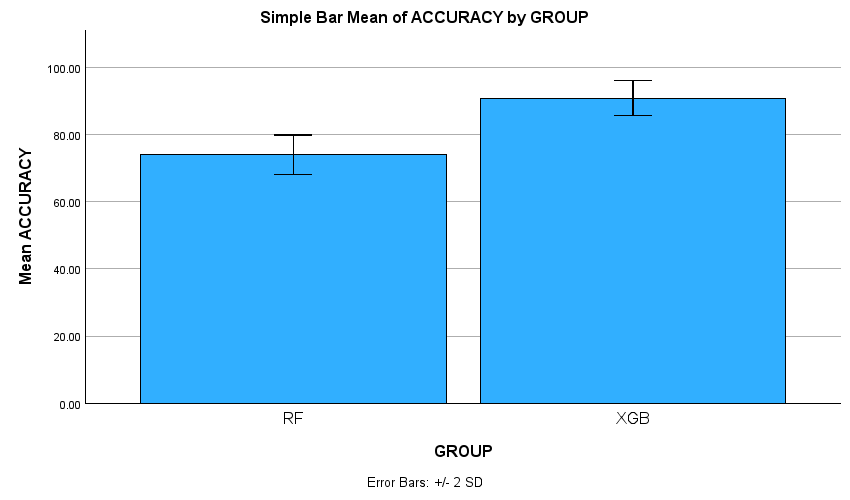 Simple Bar Mean of ACCURACY by GROUP
Mean ACCURACY
100.00
80.00
60.00
40.00
20.00
0.00
RF XGB
GROUP
Error Bars: +/- 2 SD